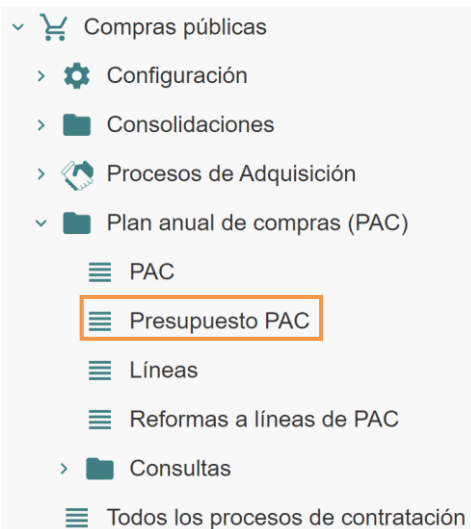 Compras públicas
Configuración
Consolidaciones
Procesos de Adquisición
Plan anual de compras (PAC)
PAC
Presupuesto PAC
Líneas
Reformas a líneas de PAC
Consultas
Todos los procesos de contratación